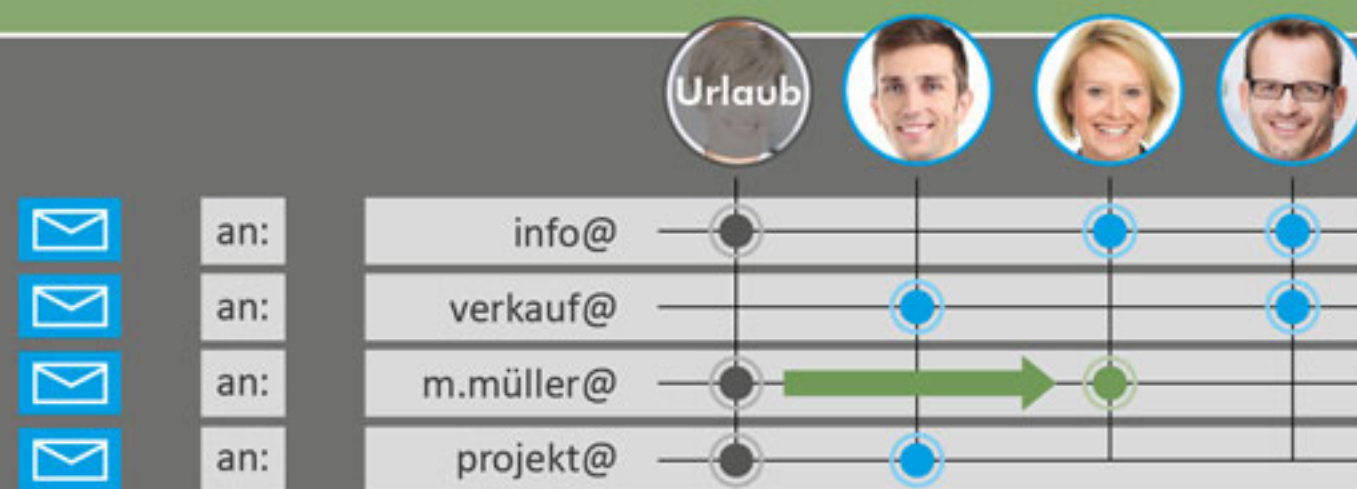 Urlaub
an: info@
an: verkauf@
an: m.müller@
an: projekt@